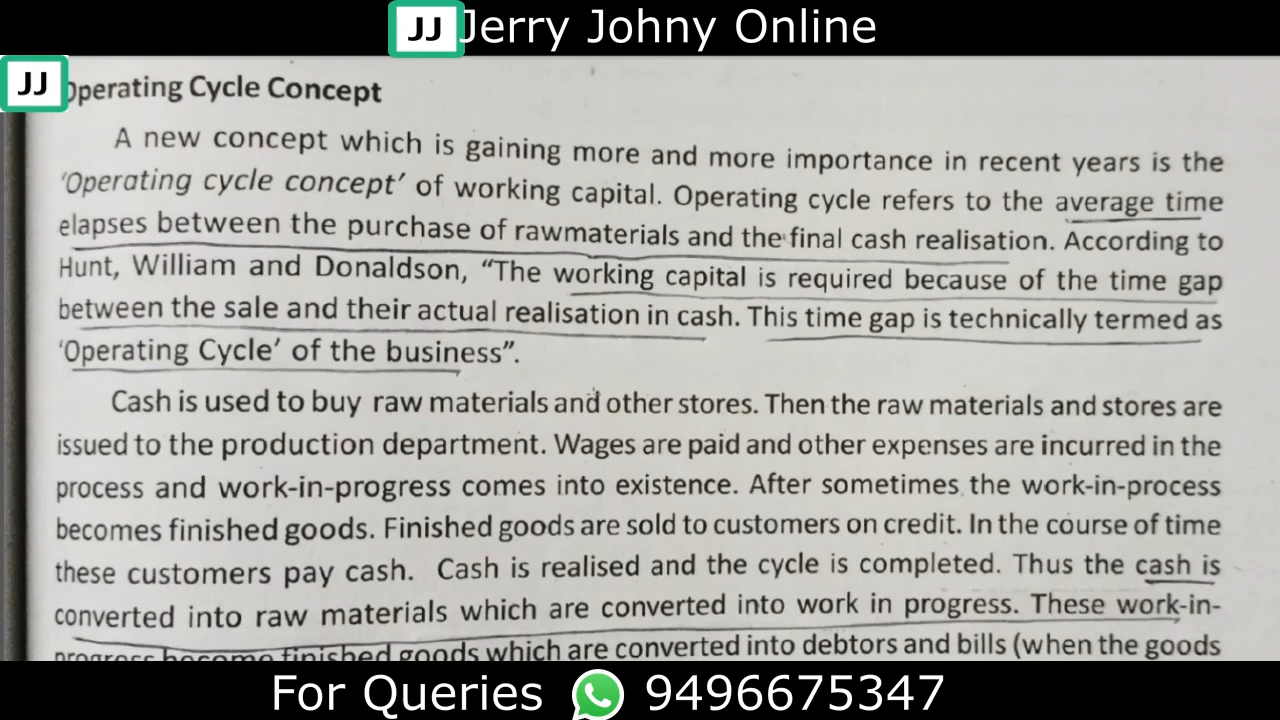 JJ Jerry Johny Online
JJ
Operating Cycle Concept
A new concept which is gaining more and more importance in recent years is the
‘Operating cycle concept’ of working capital. Operating cycle refers to the average time
elapses between the purchase of rawmaterials and the final cash realisation. According to
Hunt, William and Donaldson, “The working capital is required because of the time gap
between the sale and their actual realisation in cash. This time gap is technically termed as
‘Operating Cycle’ of the business”.
Cash is used to buy raw materials and other stores. Then the raw materials and stores are
issued to the production department. Wages are paid and other expenses are incurred in the
process and work-in-progress comes into existence. After sometimes the work-in-process
becomes finished goods. Finished goods are sold to customers on credit. In the course of time
these customers pay cash. Cash is realised and the cycle is completed. Thus the cash is
converted into raw materials which are converted into work in progress. These work-in-
progress become finished goods which are converted into debtors and bills (when the goods
For Queries 9496675347